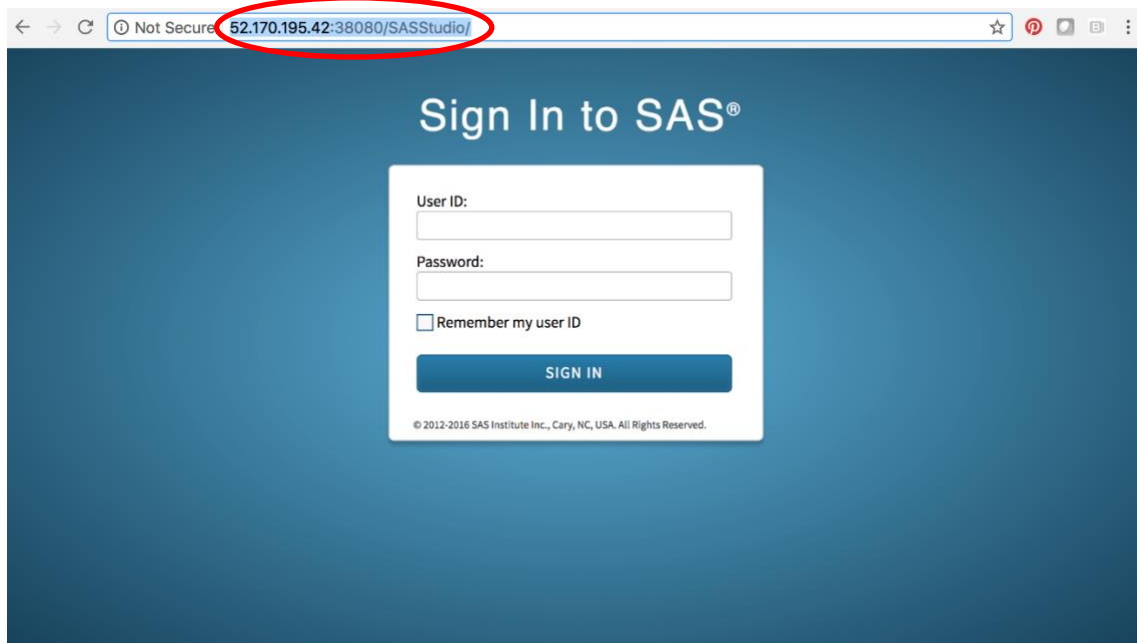 Not Secure 52.170.195.42:38080/SASStudio/
Sign In to SAS®
User ID:
Password:
Remember my user ID
SIGN IN
© 2012-2016 SAS Institute Inc., Cary, NC, USA. All Rights Reserved.